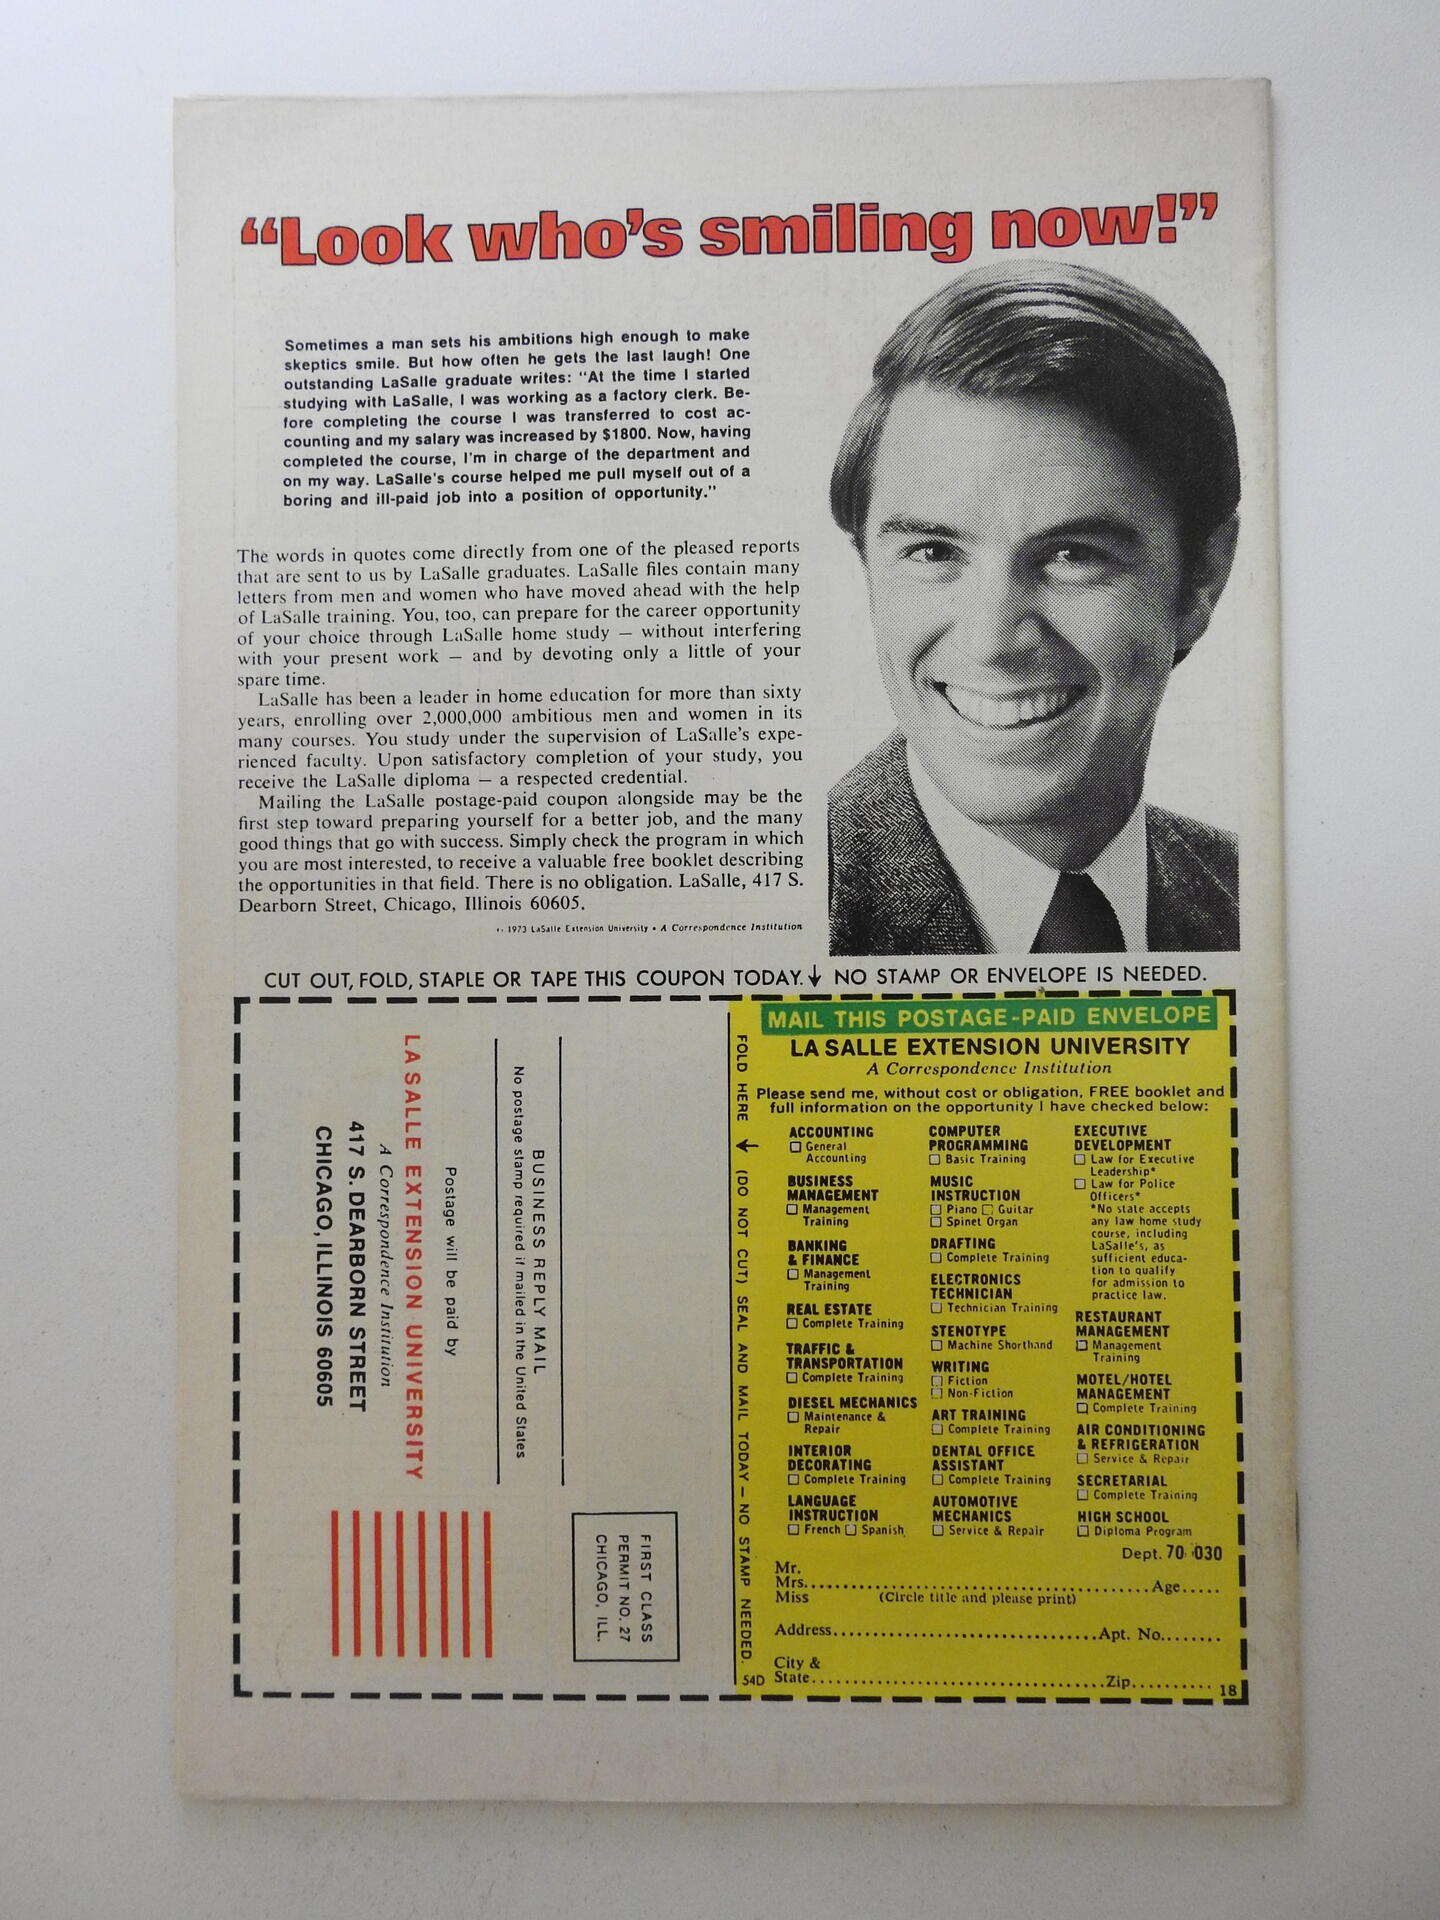 “Look who’s smiling now!”
Sometimes a man sets his ambitions high enough to make
skeptics smile. But how often he gets the last laugh! One
outstanding LaSalle graduate writes: "At the time I started
studying with LaSalle, I was working as a factory clerk. Be-
fore completing the course I was transferred to cost ac-
counting and my salary was increased by $1800. Now, having
completed the course, I'm in charge of the department and
on my way. LaSalle's course helped me pull myself out of a
boring and ill-paid job into a position of opportunity."
The words in quotes come directly from one of the pleased reports
that are sent to us by LaSalle graduates. LaSalle files contain many
letters from men and women who have moved ahead with the help
of LaSalle training. You, too, can prepare for the career opportunity
of your choice through LaSalle home study — without interfering
with your present work — and by devoting only a little of your
spare time.
LaSalle has been a leader in home education for more than sixty
years, enrolling over 2,000,000 ambitious men and women in its
many courses. You study under the supervision of LaSalle's expe-
rienced faculty. Upon satisfactory completion of your study, you
receive the LaSalle diploma — a respected credential.
Mailing the LaSalle postage-paid coupon alongside may be the
first step toward preparing yourself for a better job, and the many
good things that go with success. Simply check the program in which
you are most interested, to receive a valuable free booklet describing
the opportunities in that field. There is no obligation. LaSalle, 417 S.
Dearborn Street, Chicago, Illinois 60605.
1973 LaSalle Extension University • A Correspondence Institution
CUT OUT, FOLD, STAPLE OR TAPE THIS COUPON TODAY. ↓ NO STAMP OR ENVELOPE IS NEEDED.
FIRST CLASS
PERMIT NO. 27
CHICAGO, ILL.
BUSINESS REPLY MAIL
No postage stamp required if mailed in the United States
Postage will be paid by
LA SALLE EXTENSION UNIVERSITY
A Correspondence Institution
417 S. DEARBORN STREET
CHICAGO, ILLINOIS 60605
FOLD HERE ↓ (DO NOT CUT) SEAL AND MAIL TODAY — NO STAMP NEEDED.
54D
MAIL THIS POSTAGE-PAID ENVELOPE
LA SALLE EXTENSION UNIVERSITY
A Correspondence Institution
Please send me, without cost or obligation, FREE booklet and
full information on the opportunity I have checked below:
ACCOUNTING
☐ General
Accounting
BUSINESS
MANAGEMENT
☐ Management
Training
BANKING
& FINANCE
☐ Management
Training
REAL ESTATE
☐ Complete Training
TRAFFIC &
TRANSPORTATION
☐ Complete Training
DIESEL MECHANICS
☐ Maintenance &
Repair
INTERIOR
DECORATING
☐ Complete Training
LANGUAGE
INSTRUCTION
☐ French ☐ Spanish
COMPUTER
PROGRAMMING
☐ Basic Training
MUSIC
INSTRUCTION
☐ Piano ☐ Guitar
☐ Spinet Organ
DRAFTING
☐ Complete Training
ELECTRONICS
TECHNICIAN
☐ Technician Training
STENOTYPE
☐ Machine Shorthand
WRITING
☐ Fiction
☐ Non-Fiction
ART TRAINING
☐ Complete Training
DENTAL OFFICE
ASSISTANT
☐ Complete Training
AUTOMOTIVE
MECHANICS
☐ Service & Repair
EXECUTIVE
DEVELOPMENT
☐ Law for Executive
Leadership*
☐ Law for Police
Officers*
*No state accepts
any law home study
course, including
LaSalle's, as
sufficient educa-
tion to qualify
for admission to
practice law.
RESTAURANT
MANAGEMENT
☐ Management
Training
MOTEL/HOTEL
MANAGEMENT
☐ Complete Training
AIR CONDITIONING
& REFRIGERATION
☐ Service & Repair
SECRETARIAL
☐ Complete Training
HIGH SCHOOL
☐ Diploma Program
Dept. 70-030
Mr.
Mrs. Age
Miss (Circle title and please print)
Address Apt. No.
City &
State Zip
18